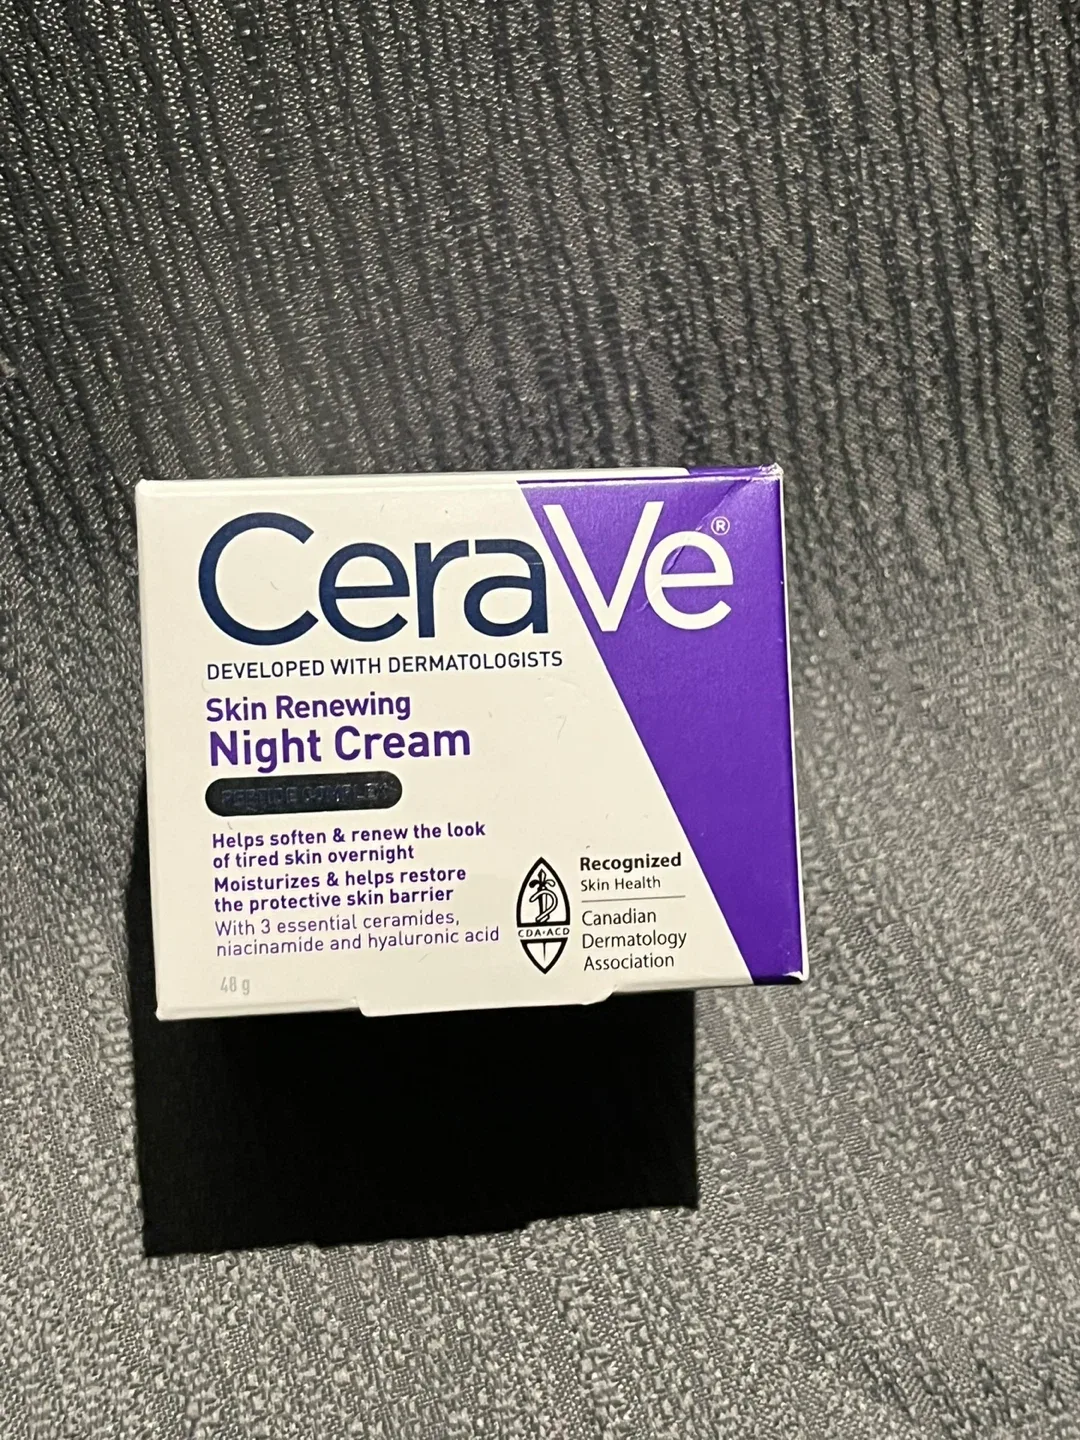 CeraVe®
DEVELOPED WITH DERMATOLOGISTS
Skin Renewing
Night Cream
PEPTIDE COMPLEX
Helps soften & renew the look
of tired skin overnight
Moisturizes & helps restore
the protective skin barrier
With 3 essential ceramides,
niacinamide and hyaluronic acid
48 g
Recognized
Skin Health
CDA•ACD
Canadian
Dermatology
Association